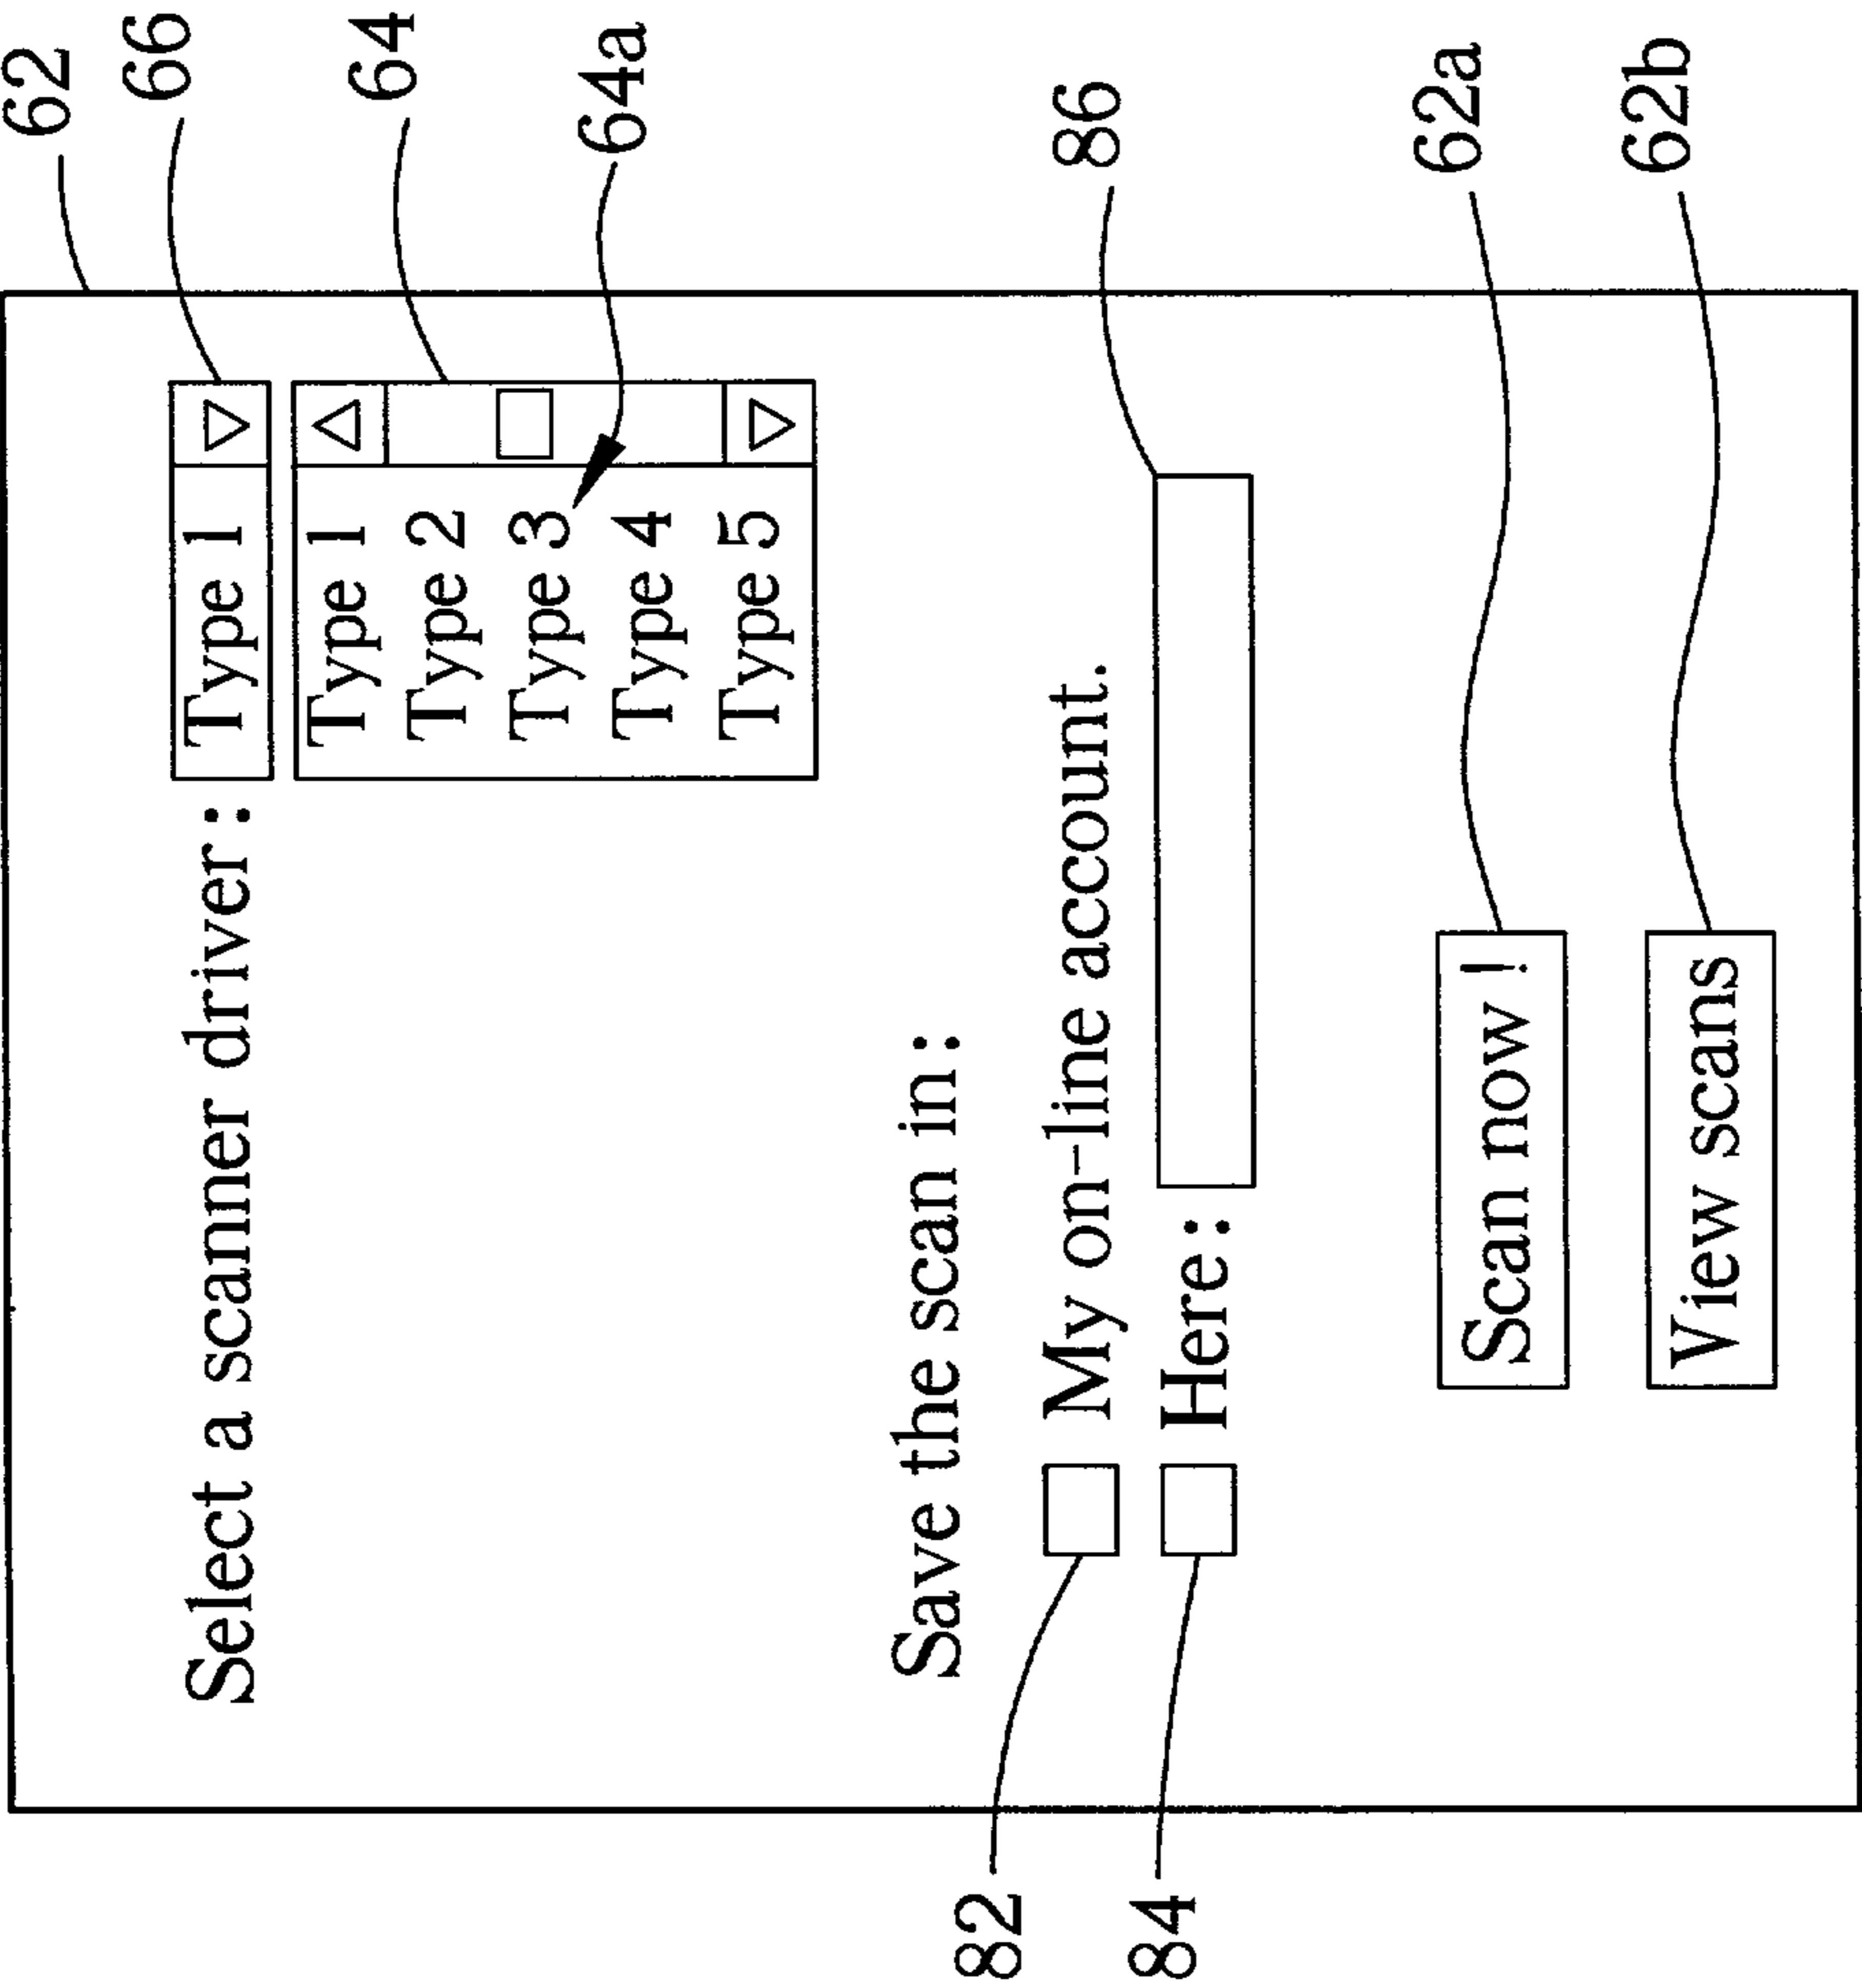 62
66
Select a scanner driver: Type 1
Type 1
64
Type 2
Type 3
64a
Type 4
Type 5
Save the scan in:
82
My on-line account.
86
84
Here:
Scan now !
62a
View scans
62b